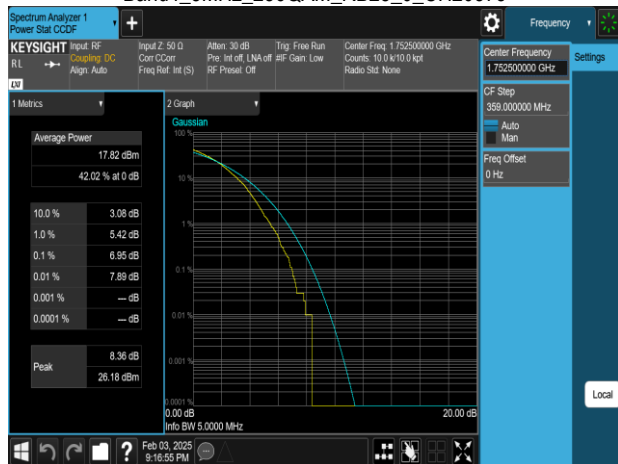 Spectrum Analyzer 1
Power Stat CCDF
+
Frequency
KEYSIGHT
RL
LXI
Input: RF
Coupling: DC
Align: Auto
Input Z: 50 Ω
Corr CCorr
Freq Ref: Int (S)
Atten: 30 dB
Pre: Int off, LNA off
RF Preset: Off
Trig: Free Run
#IF Gain: Low
Center Freq: 1.752500000 GHz
Counts: 10.0 k/10.0 kpt
Radio Std: None
Center Frequency
1.752500000 GHz
Settings
CF Step
359.000000 MHz
Auto
Man
Freq Offset
0 Hz
1 Metrics
Average Power
17.82 dBm
42.02 % at 0 dB
10.0 % 3.08 dB
1.0 % 5.42 dB
0.1 % 6.95 dB
0.01 % 7.89 dB
0.001 % --- dB
0.0001 % --- dB
Peak
8.36 dB
26.18 dBm
2 Graph
Gaussian
100 %
10 %
1 %
0.1 %
0.01 %
0.001 %
0.0001 %
0.00 dB 20.00 dB
Info BW 5.0000 MHz
Local
?
Feb 03, 2025
9:16:55 PM